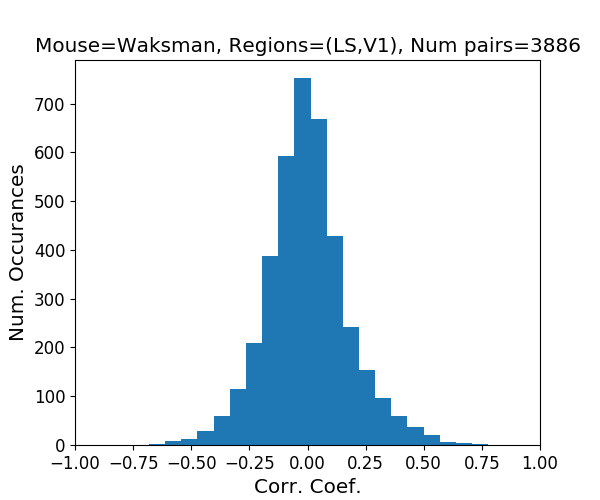 Mouse=Waksman, Regions=(LS,V1), Num pairs=3886
700
600
500
400
300
200
100
0
Num. Occurances
−1.00 −0.75 −0.50 −0.25 0.00 0.25 0.50 0.75 1.00
Corr. Coef.